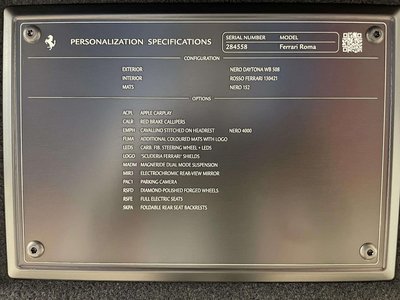 PERSONALIZATION SPECIFICATIONS
SERIAL NUMBER MODEL
284558 Ferrari Roma
CONFIGURATION
EXTERIOR NERO DAYTONA WB 508
INTERIOR ROSSO FERRARI 130421
MATS NERO 152
OPTIONS
ACPL APPLE CARPLAY
CALR RED BRAKE CALLIPERS
EMPH CAVALLINO STITCHED ON HEADREST NERO 4000
FLMA ADDITIONAL COLOURED MATS WITH LOGO
LEDS CARB. FIB. STEERING WHEEL + LEDS
LOGO "SCUDERIA FERRARI" SHIELDS
MADM MAGNERIDE DUAL MODE SUSPENSION
MIR3 ELECTROCHROMIC REAR-VIEW MIRROR
PAC1 PARKING CAMERA
RSFD DIAMOND-POLISHED FORGED WHEELS
RSFE FULL ELECTRIC SEATS
SKPA FOLDABLE REAR SEAT BACKRESTS